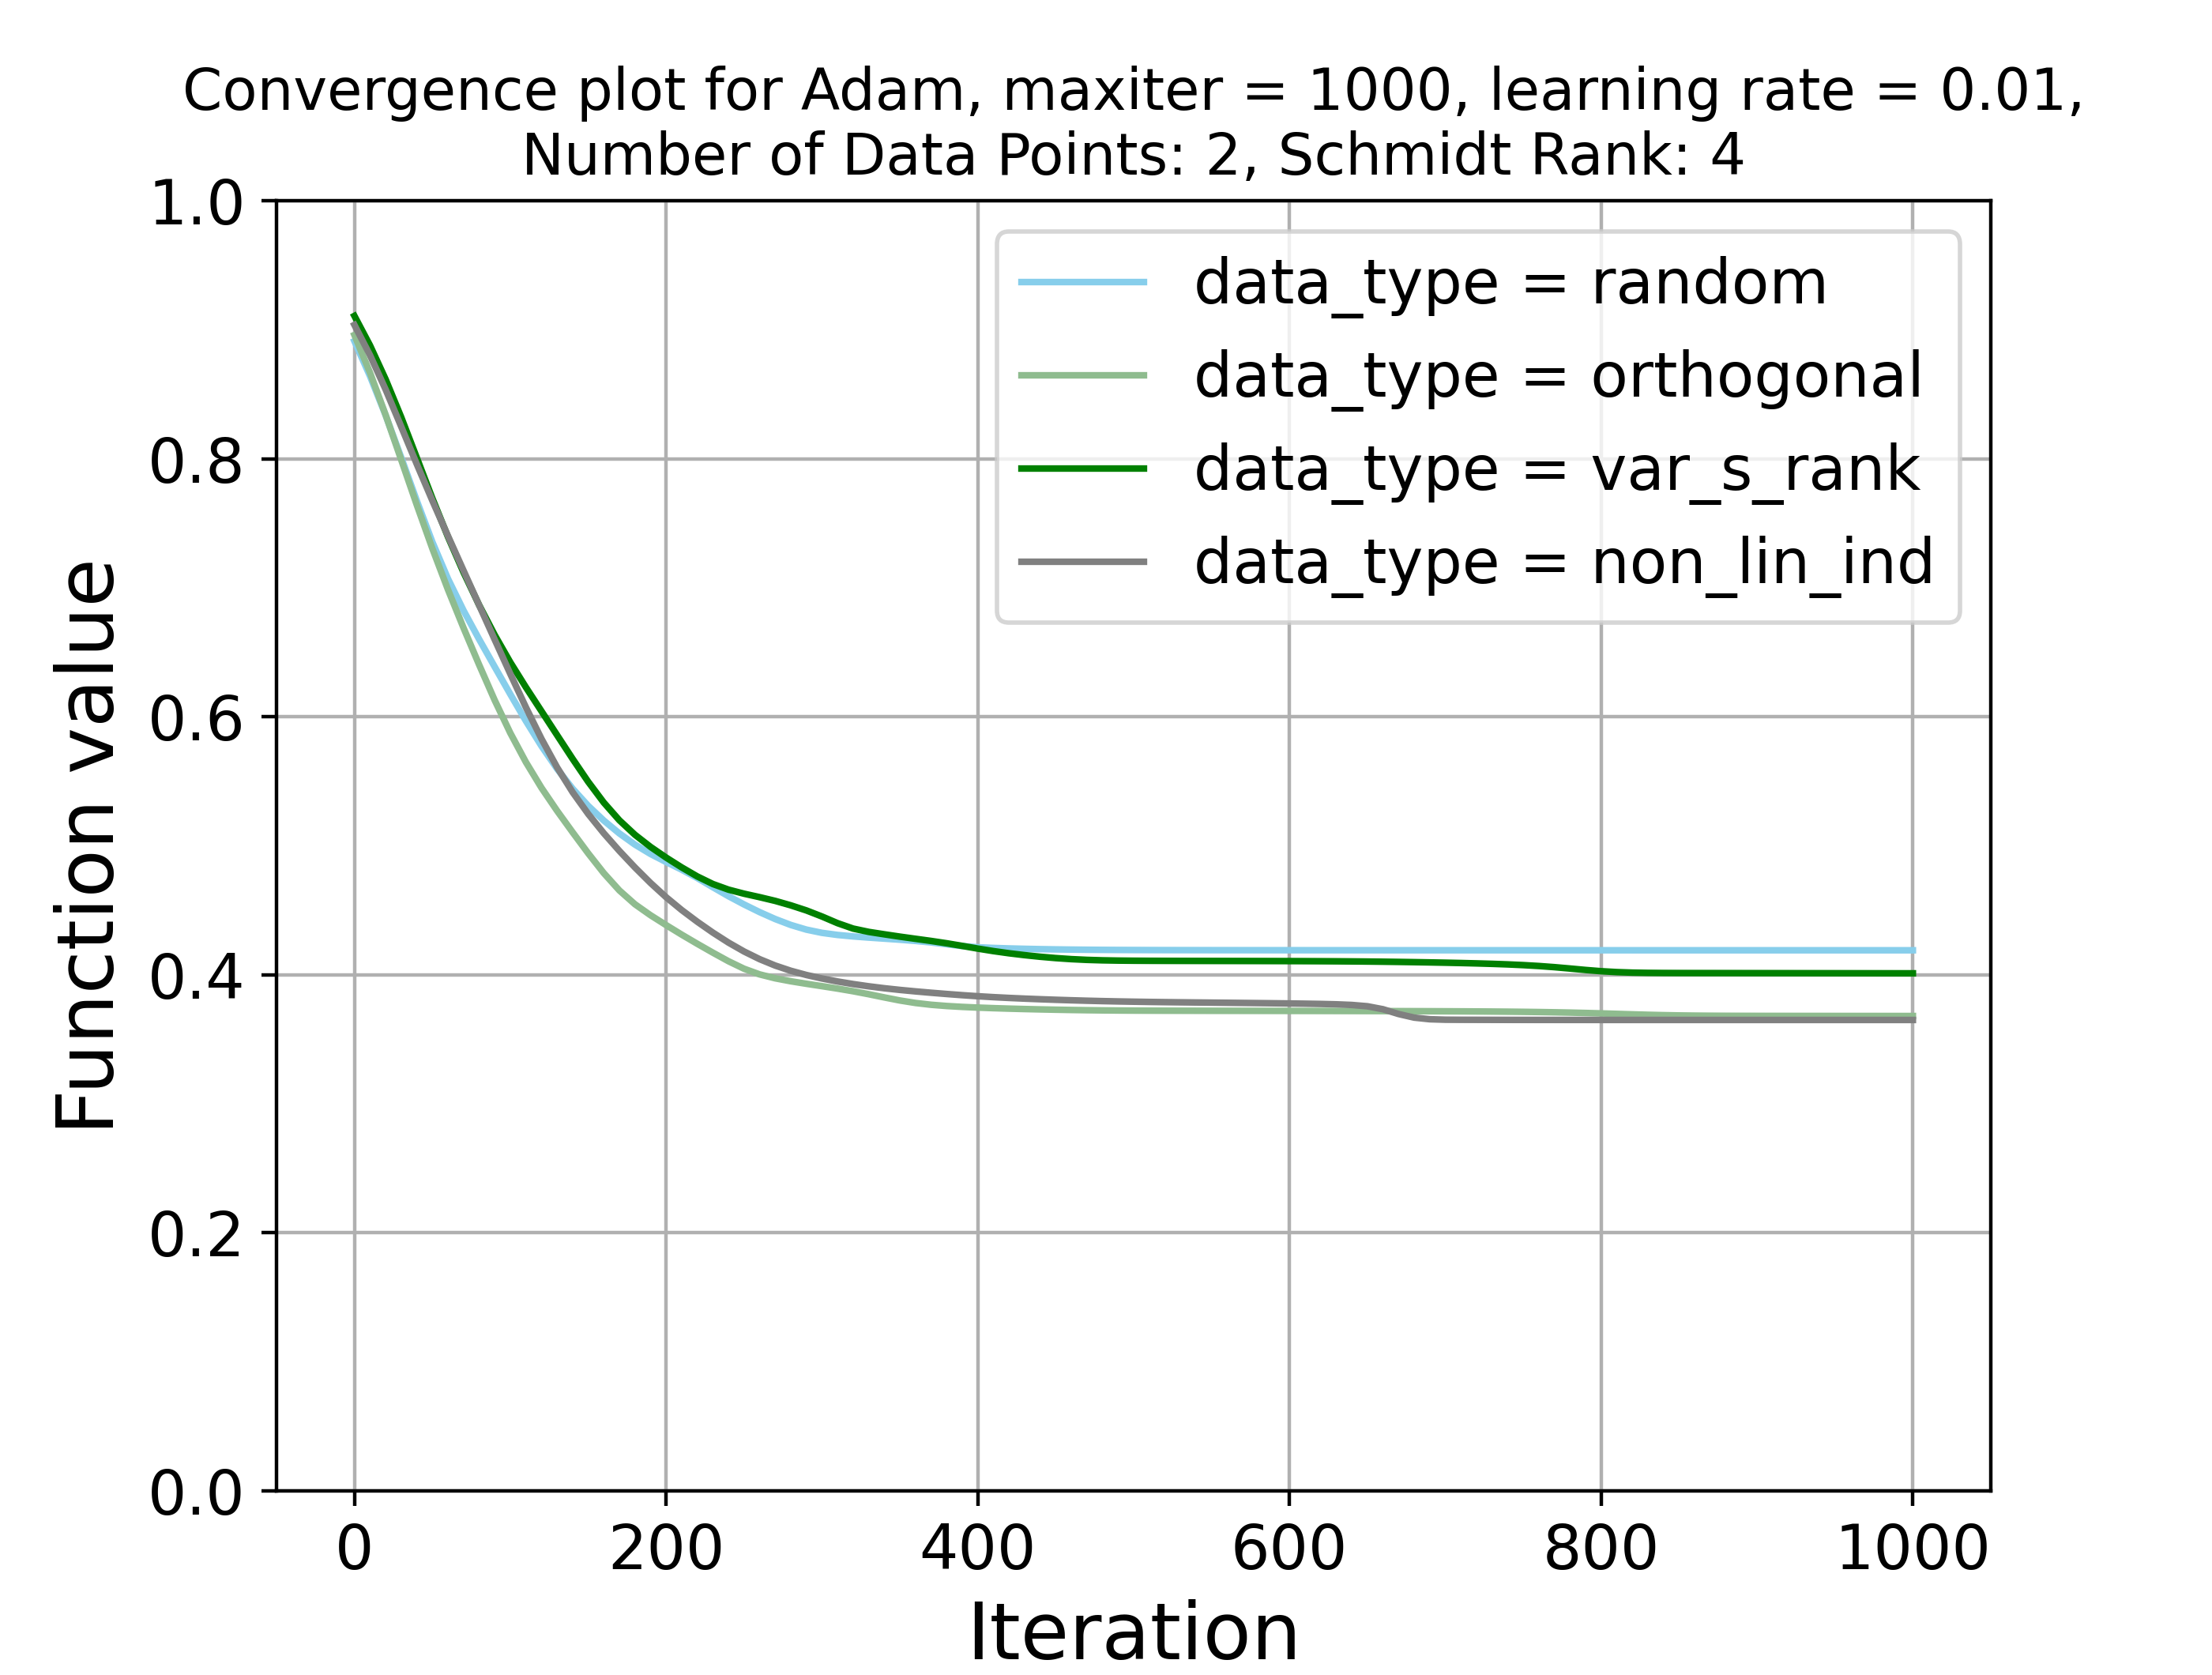 Convergence plot for Adam, maxiter = 1000, learning rate = 0.01,
Number of Data Points: 2, Schmidt Rank: 4
1.0
0.8
0.6
0.4
0.2
0.0
Function value
data_type = random
data_type = orthogonal
data_type = var_s_rank
data_type = non_lin_ind
0 200 400 600 800 1000
Iteration